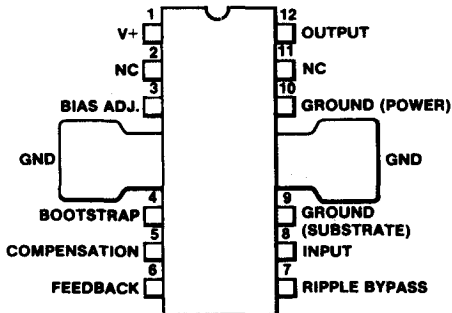 1 12
V+ OUTPUT
2 11
NC NC
3 10
BIAS ADJ. GROUND (POWER)
GND GND
4 9
BOOTSTRAP GROUND
(SUBSTRATE)
5 8
COMPENSATION INPUT
6 7
FEEDBACK RIPPLE BYPASS